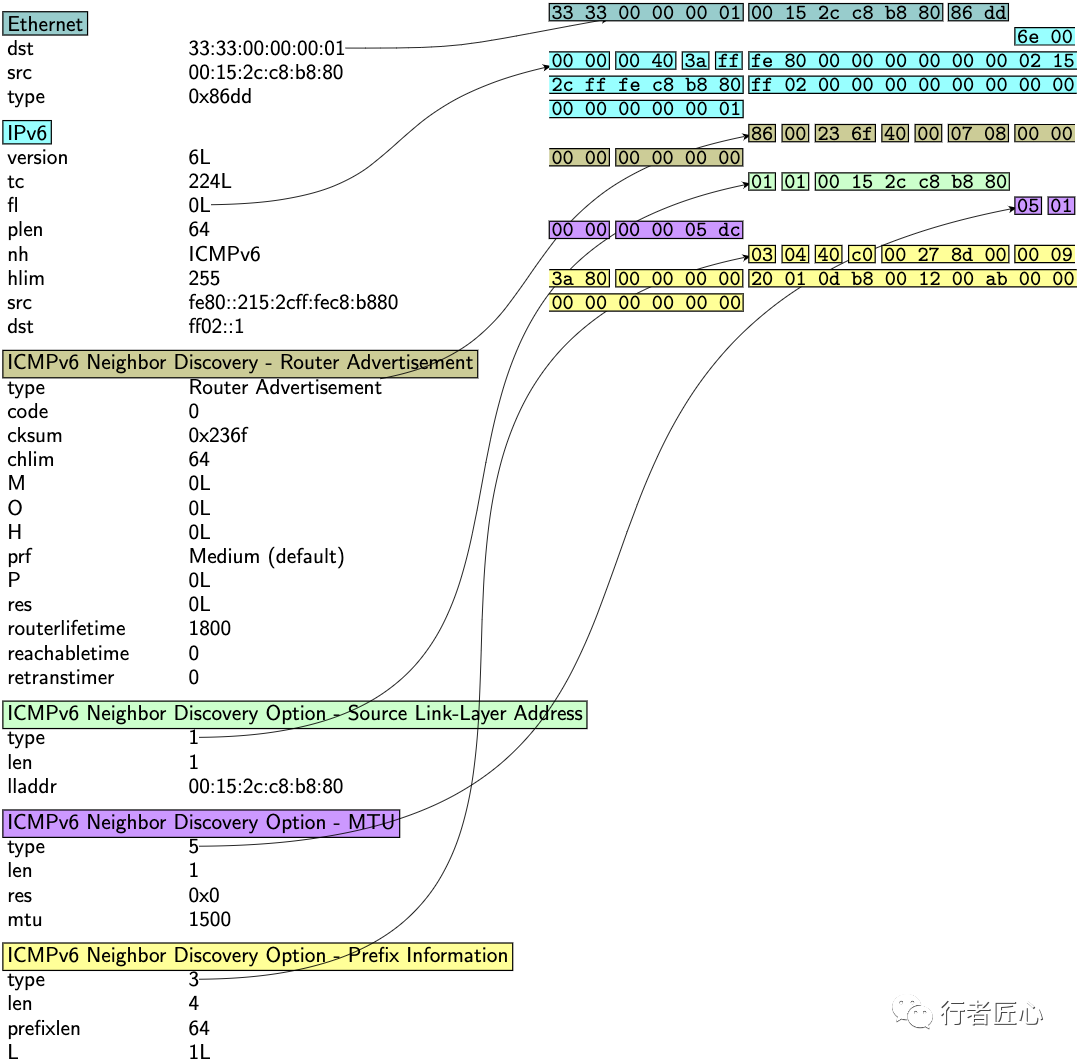 Ethernet
dst 33:33:00:00:00:01
src 00:15:2c:c8:b8:80
type 0x86dd
IPv6
version 6L
tc 224L
fl 0L
plen 64
nh ICMPv6
hlim 255
src fe80::215:2cff:fec8:b880
dst ff02::1
ICMPv6 Neighbor Discovery - Router Advertisement
type Router Advertisement
code 0
cksum 0x236f
chlim 64
M 0L
O 0L
H 0L
prf Medium (default)
P 0L
res 0L
routerlifetime 1800
reachabletime 0
retranstimer 0
ICMPv6 Neighbor Discovery Option - Source Link-Layer Address
type 1
len 1
lladdr 00:15:2c:c8:b8:80
ICMPv6 Neighbor Discovery Option - MTU
type 5
len 1
res 0x0
mtu 1500
ICMPv6 Neighbor Discovery Option - Prefix Information
type 3
len 4
prefixlen 64
L 1L
33 33 00 00 00 01 00 15 2c c8 b8 80 86 dd
6e 00
00 00 00 40 3a ff fe 80 00 00 00 00 00 00 02 15
2c ff fe c8 b8 80 ff 02 00 00 00 00 00 00 00 00
00 00 00 00 00 01
86 00 23 6f 40 00 07 08 00 00
00 00 00 00 00 00
01 01 00 15 2c c8 b8 80
05 01
00 00 00 00 05 dc
03 04 40 c0 00 27 8d 00 00 09
3a 80 00 00 00 00 20 01 0d b8 00 12 00 ab 00 00
00 00 00 00 00 00
行者匠心